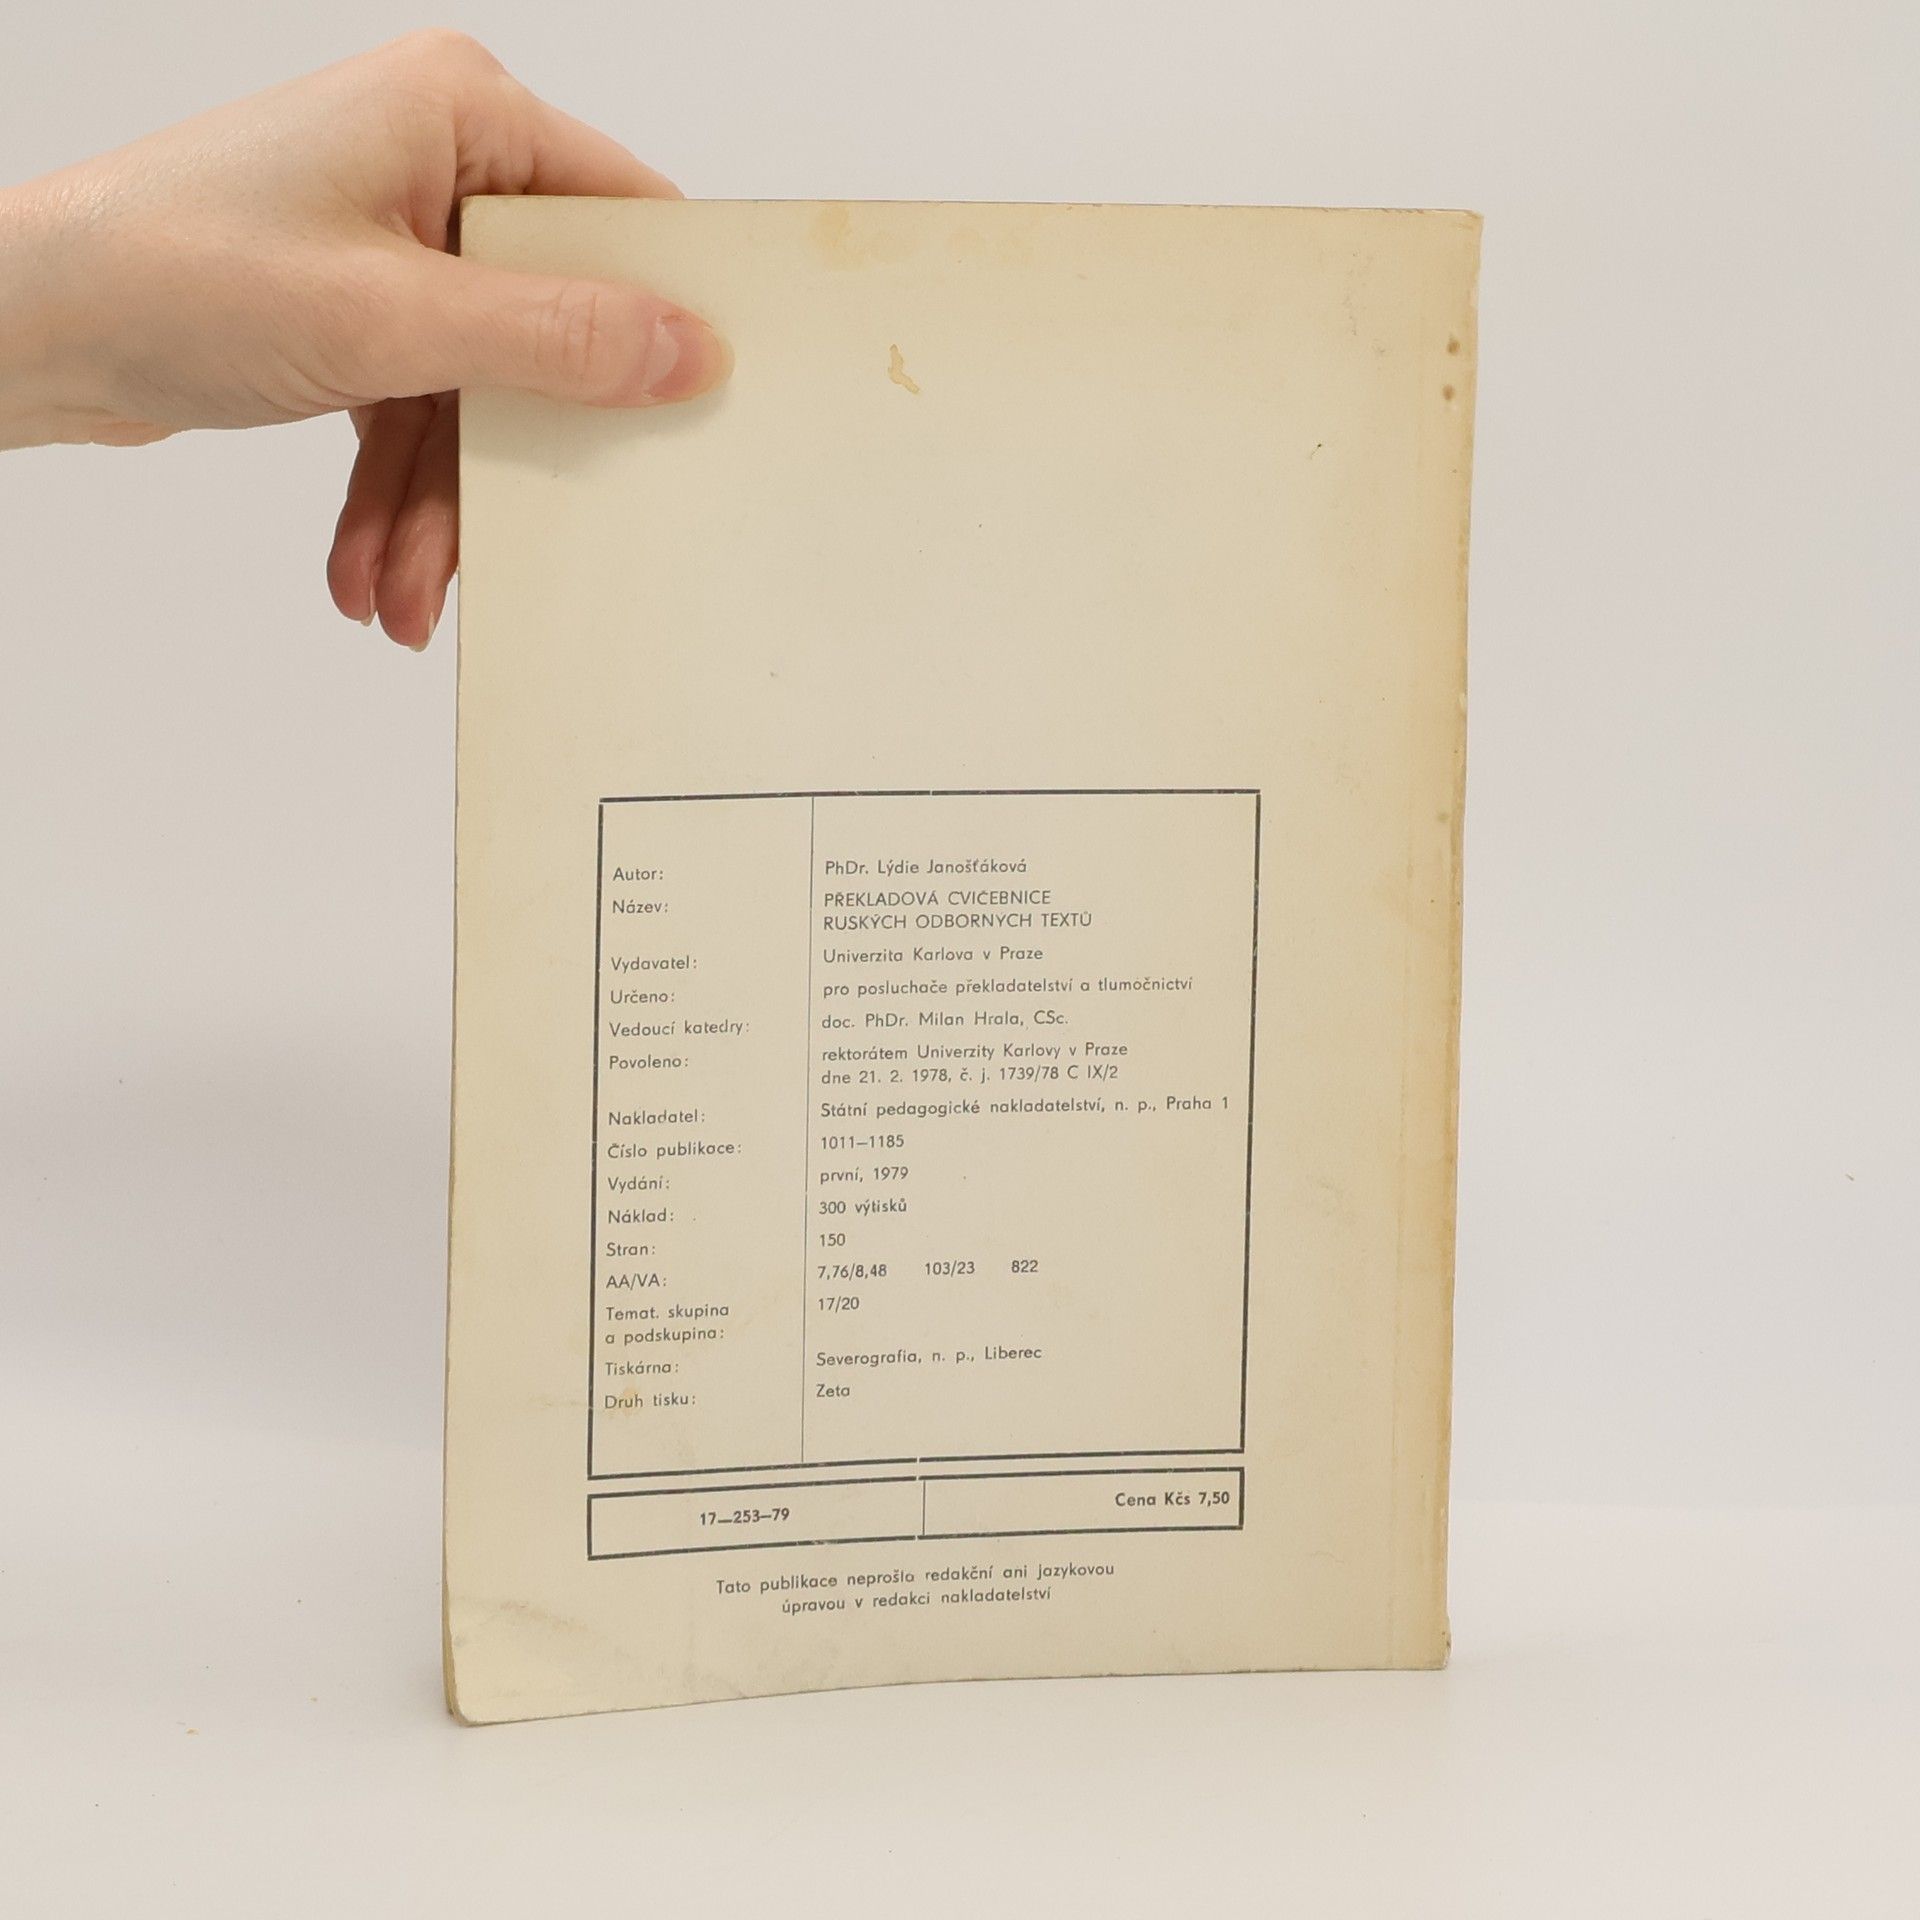 Autor: PhDr. Lýdie Janošťáková
Název: PŘEKLADOVÁ CVIČEBNICE
RUSKÝCH ODBORNÝCH TEXTŮ
Vydavatel: Univerzita Karlova v Praze
Určeno: pro posluchače překladatelství a tlumočnictví
Vedoucí katedry: doc. PhDr. Milan Hrala, CSc.
Povoleno: rektorátem Univerzity Karlovy v Praze
dne 21. 2. 1978, č. j. 1739/78 C IX/2
Nakladatel: Státní pedagogické nakladatelství, n. p., Praha 1
Číslo publikace: 1011–1185
Vydání: první, 1979
Náklad: 300 výtisků
Stran: 150
AA/VA: 7,76/8,48 103/23 822
Temat. skupina 17/20
a podskupina:
Tiskárna: Severografia, n. p., Liberec
Druh tisku: Zeta
17—253—79 Cena Kčs 7,50
Tato publikace neprošla redakční ani jazykovou
úpravou v redakci nakladatelství